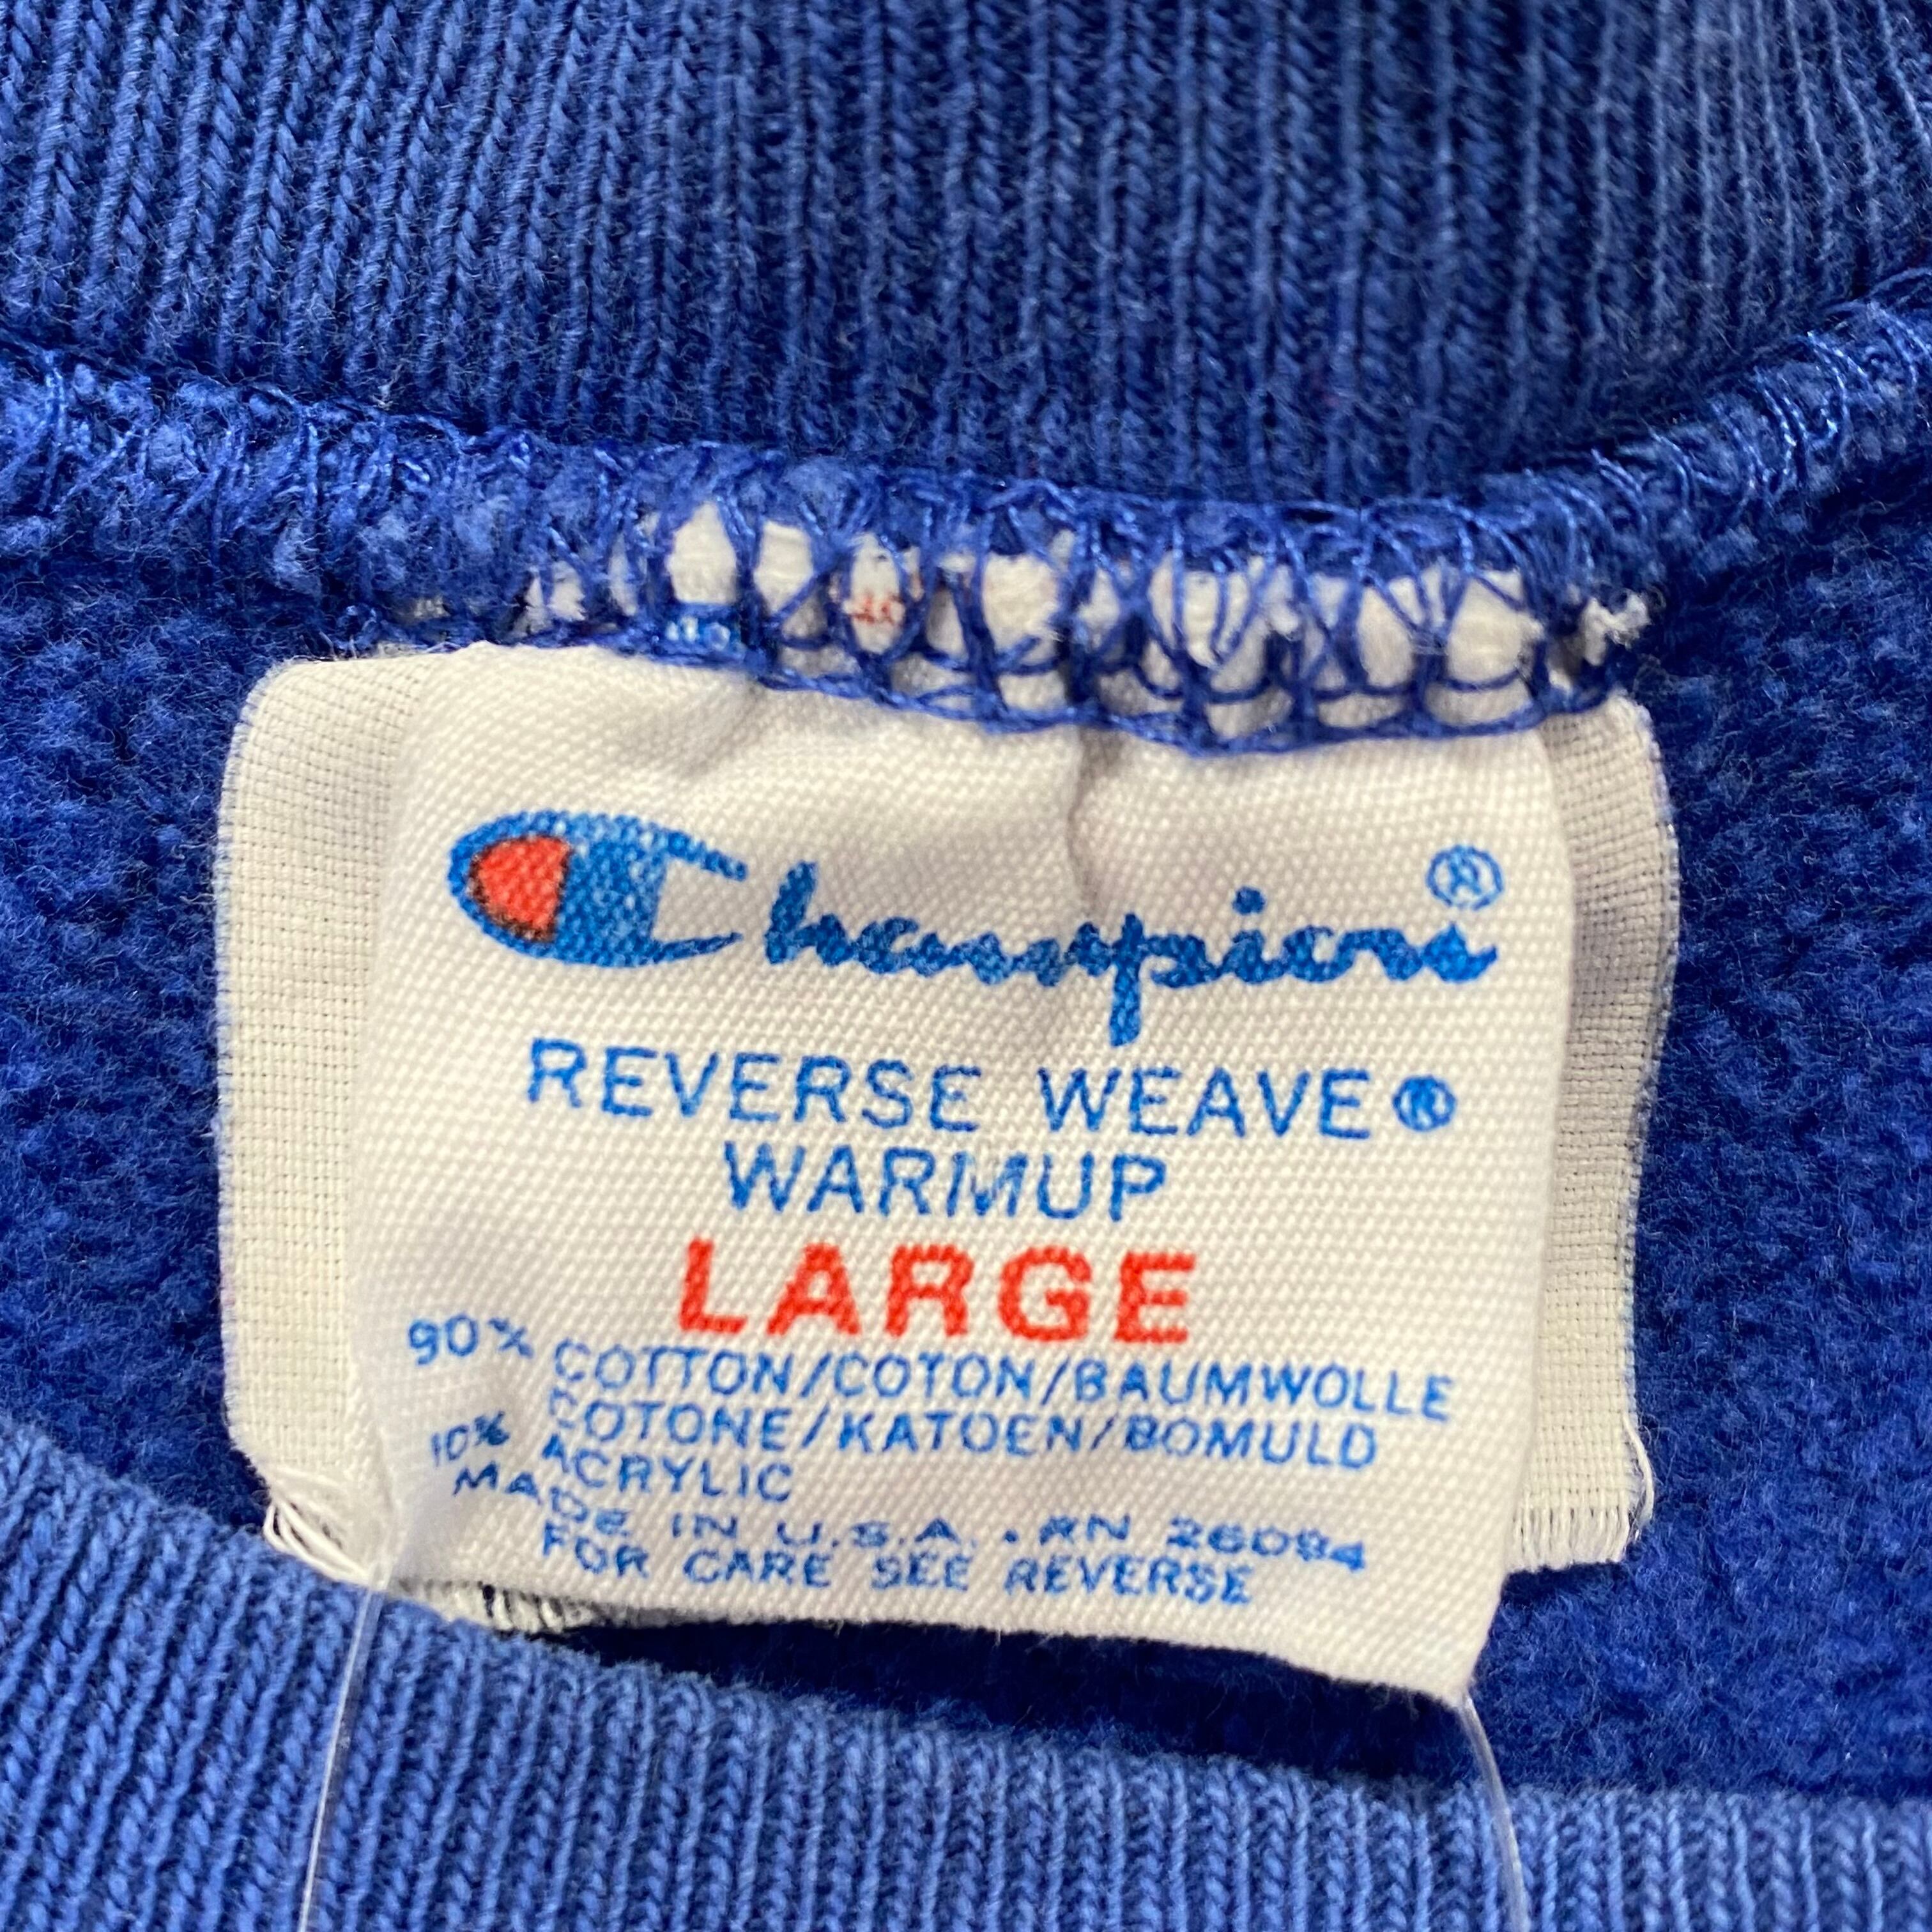 Champion®
REVERSE WEAVE®
WARMUP
LARGE
90% COTTON/COTON/BAUMWOLLE
COTONE/KATOEN/BOMULD
10% ACRYLIC
MADE IN U.S.A. • RN 26094
FOR CARE SEE REVERSE